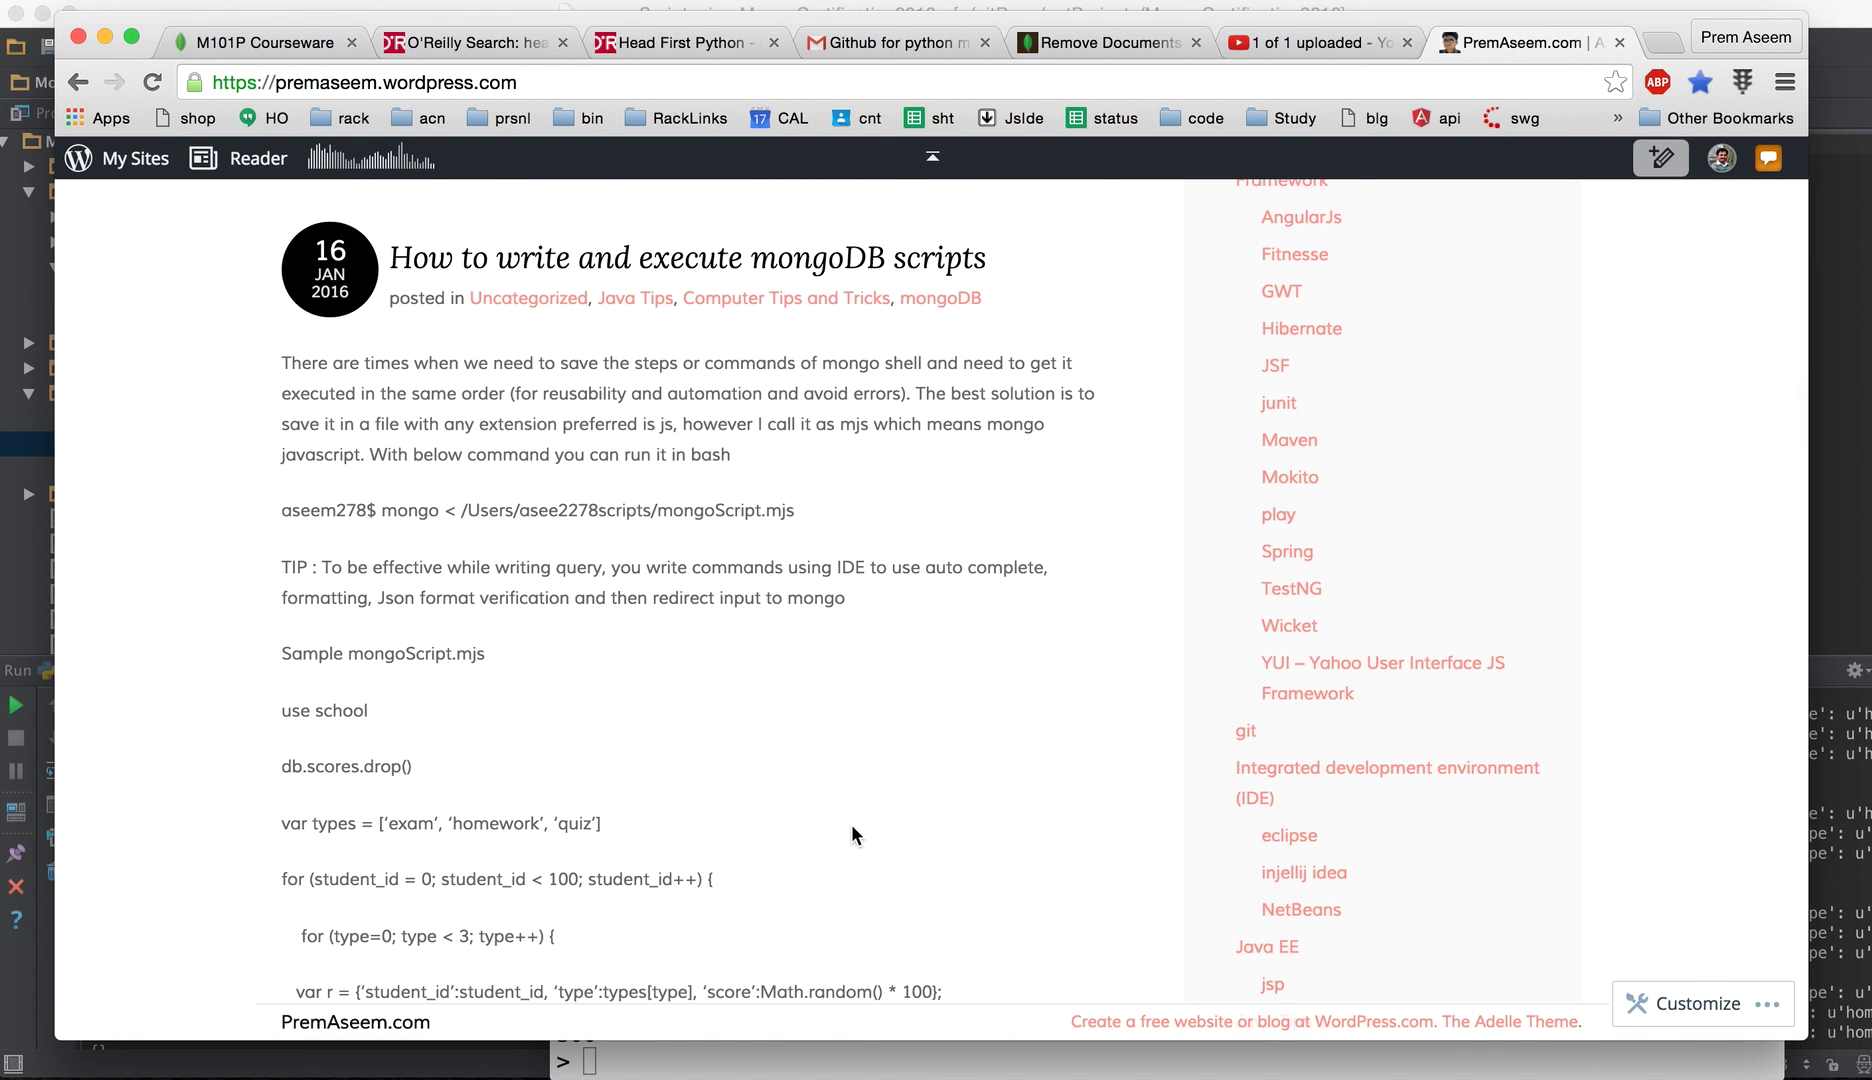 M101P Courseware
O'Reilly Search: hea
Head First Python -
Github for python m
Remove Documents
1 of 1 uploaded - Yo
PremAseem.com | A
Prem Aseem
https://premaseem.wordpress.com
ABP
Apps
shop
HO
rack
acn
prsnl
bin
RackLinks
17 CAL
cnt
sht
JsIde
status
code
Study
blg
api
swg
»
Other Bookmarks
My Sites
Reader
16
JAN
2016
How to write and execute mongoDB scripts
posted in Uncategorized, Java Tips, Computer Tips and Tricks, mongoDB
There are times when we need to save the steps or commands of mongo shell and need to get it
executed in the same order (for reusability and automation and avoid errors). The best solution is to
save it in a file with any extension preferred is js, however I call it as mjs which means mongo
javascript. With below command you can run it in bash
aseem278$ mongo < /Users/asee2278scripts/mongoScript.mjs
TIP : To be effective while writing query, you write commands using IDE to use auto complete,
formatting, Json format verification and then redirect input to mongo
Sample mongoScript.mjs
use school
db.scores.drop()
var types = [‘exam’, ‘homework’, ‘quiz’]
for (student_id = 0; student_id < 100; student_id++) {
for (type=0; type < 3; type++) {
var r = {‘student_id’:student_id, ‘type’:types[type], ‘score’:Math.random() * 100};
PremAseem.com
Create a free website or blog at WordPress.com. The Adelle Theme.
Framework
AngularJs
Fitnesse
GWT
Hibernate
JSF
junit
Maven
Mokito
play
Spring
TestNG
Wicket
YUI – Yahoo User Interface JS
Framework
git
Integrated development environment
(IDE)
eclipse
injellij idea
NetBeans
Java EE
jsp
Customize
Run
>